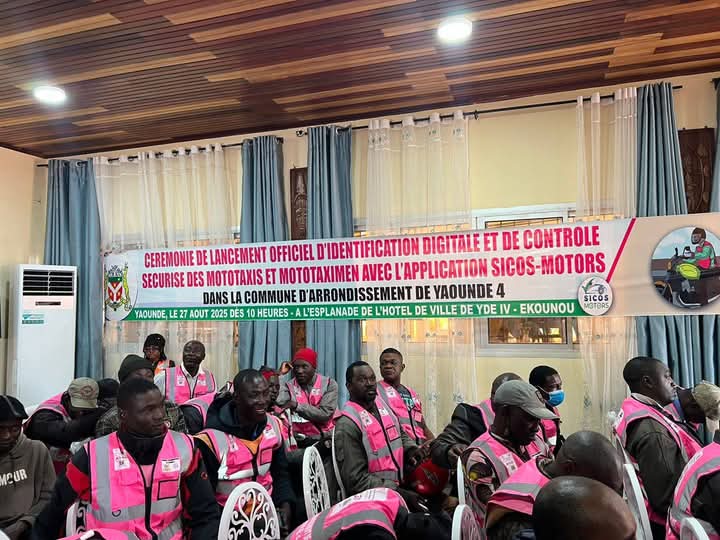 CEREMONIE DE LANCEMENT OFFICIEL D'IDENTIFICATION DIGITALE ET DE CONTROLE
SECURISE DES MOTOTAXIS ET MOTOTAXIMEN AVEC L'APPLICATION SICOS-MOTORS
DANS LA COMMUNE D'ARRONDISSEMENT DE YAOUNDE 4
YAOUNDE, LE 27 AOUT 2025 DÈS 10 HEURES - A L'ESPLANADE DE L'HOTEL DE VILLE DE YDE IV - EKOUNOU
SICOS
MOTORS
MOUR